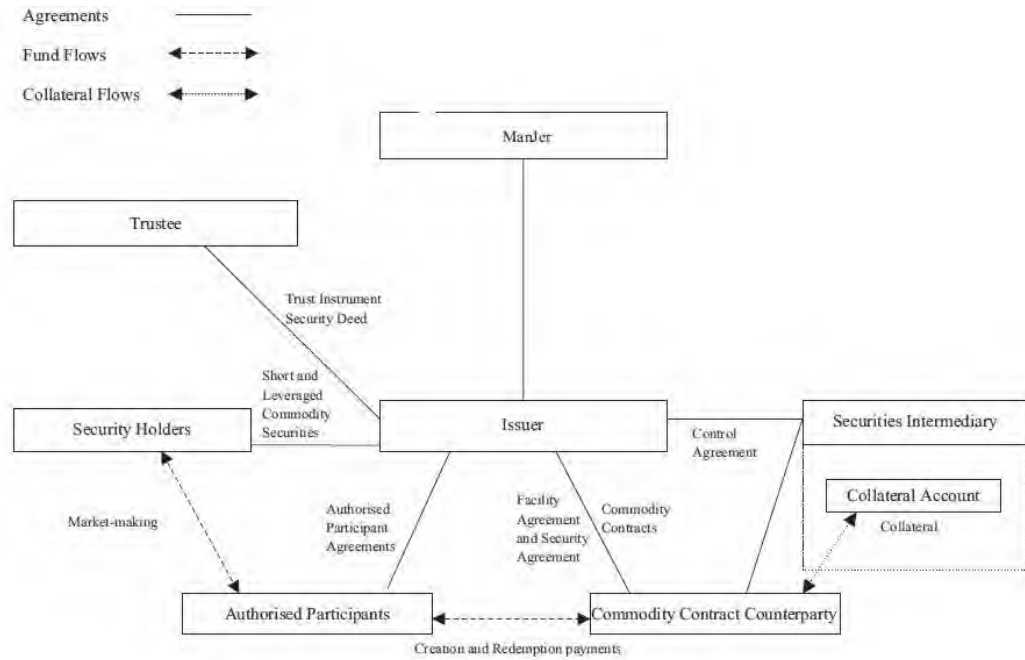 Agreements
Fund Flows
Collateral Flows
ManJer
Trustee
Trust Instrument
Security Deed
Short and
Leveraged
Commodity
Securities
Security Holders
Issuer
Control
Agreement
Securities Intermediary
Collateral Account
Collateral
Market-making
Authorised
Participant
Agreements
Facility
Agreement
and Security
Agreement
Commodity
Contracts
Authorised Participants
Commodity Contract Counterparty
Creation and Redemption payments